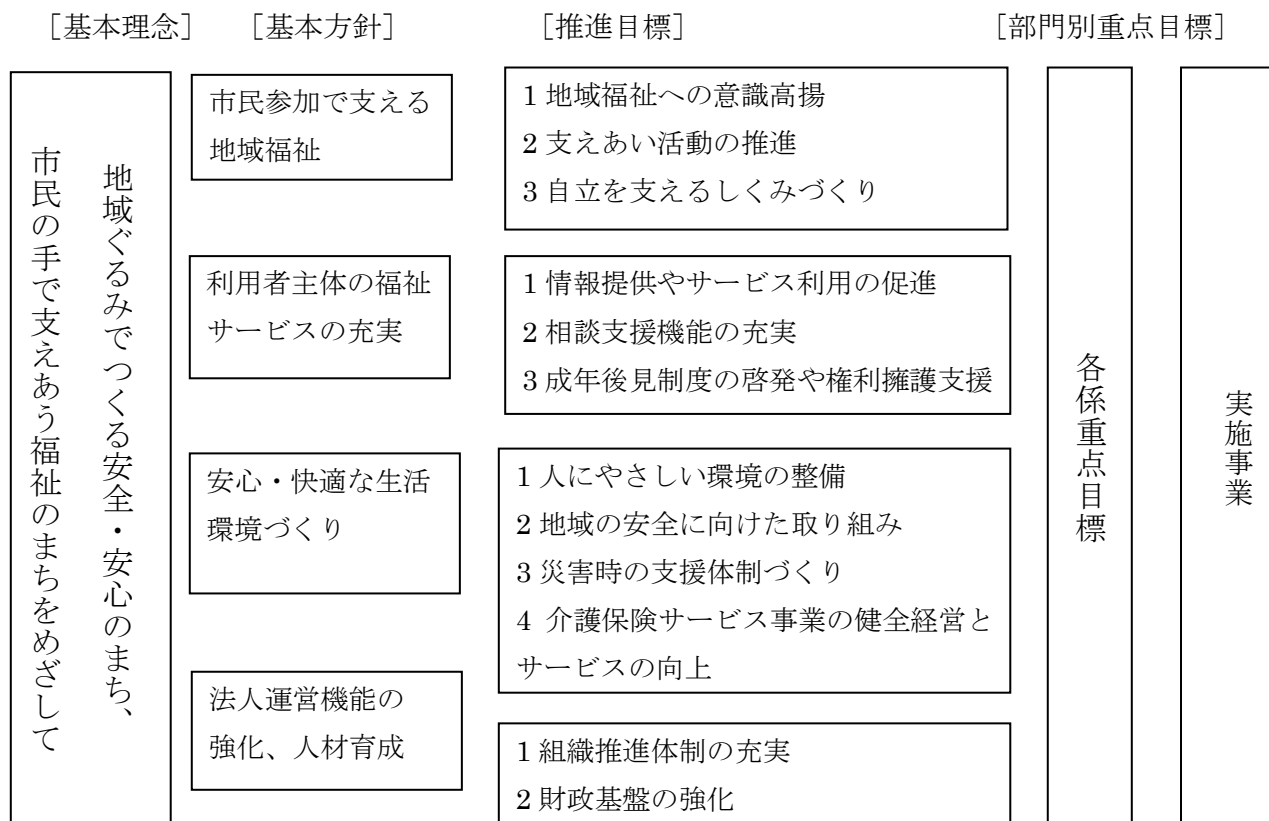 [基本理念] [基本方針] [推進目標] [部門別重点目標]
地域ぐるみでつくる安全・安心のまち、
市民の手で支えあう福祉のまちをめざして
市民参加で支える
地域福祉
1 地域福祉への意識高揚
2 支えあい活動の推進
3 自立を支えるしくみづくり
利用者主体の福祉
サービスの充実
1 情報提供やサービス利用の促進
2 相談支援機能の充実
3 成年後見制度の啓発や権利擁護支援
安心・快適な生活
環境づくり
1 人にやさしい環境の整備
2 地域の安全に向けた取り組み
3 災害時の支援体制づくり
4 介護保険サービス事業の健全経営と
サービスの向上
法人運営機能の
強化、人材育成
1 組織推進体制の充実
2 財政基盤の強化
各係重点目標
実施事業